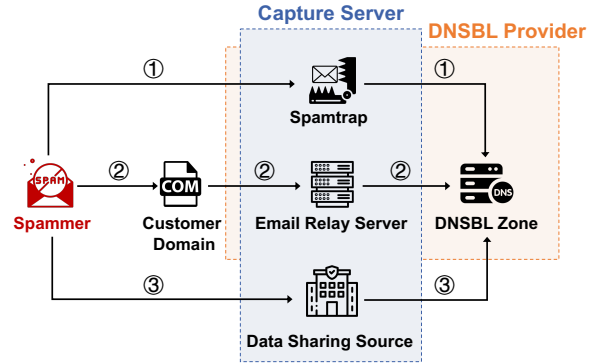 Capture Server
DNSBL Provider
① ①
Spamtrap
SPAM
② COM ② ② DNS
Spammer
Customer
Domain
Email Relay Server
DNSBL Zone
③ ③
Data Sharing Source